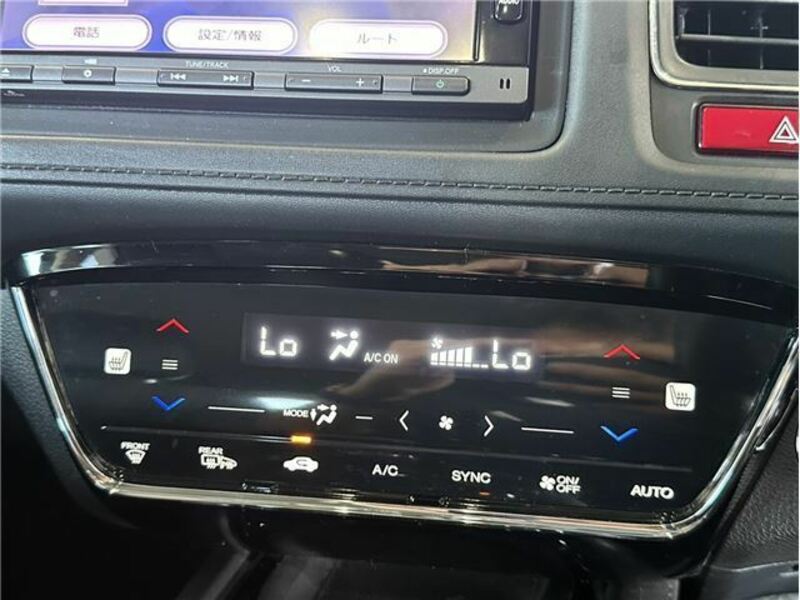 AUDIO
電話
設定/情報
ルート
TUNE/TRACK
VOL
DISP.OFF
− +
Lo
A/C ON
Lo
MODE
FRONT
REAR
A/C
SYNC
ON/
OFF
AUTO